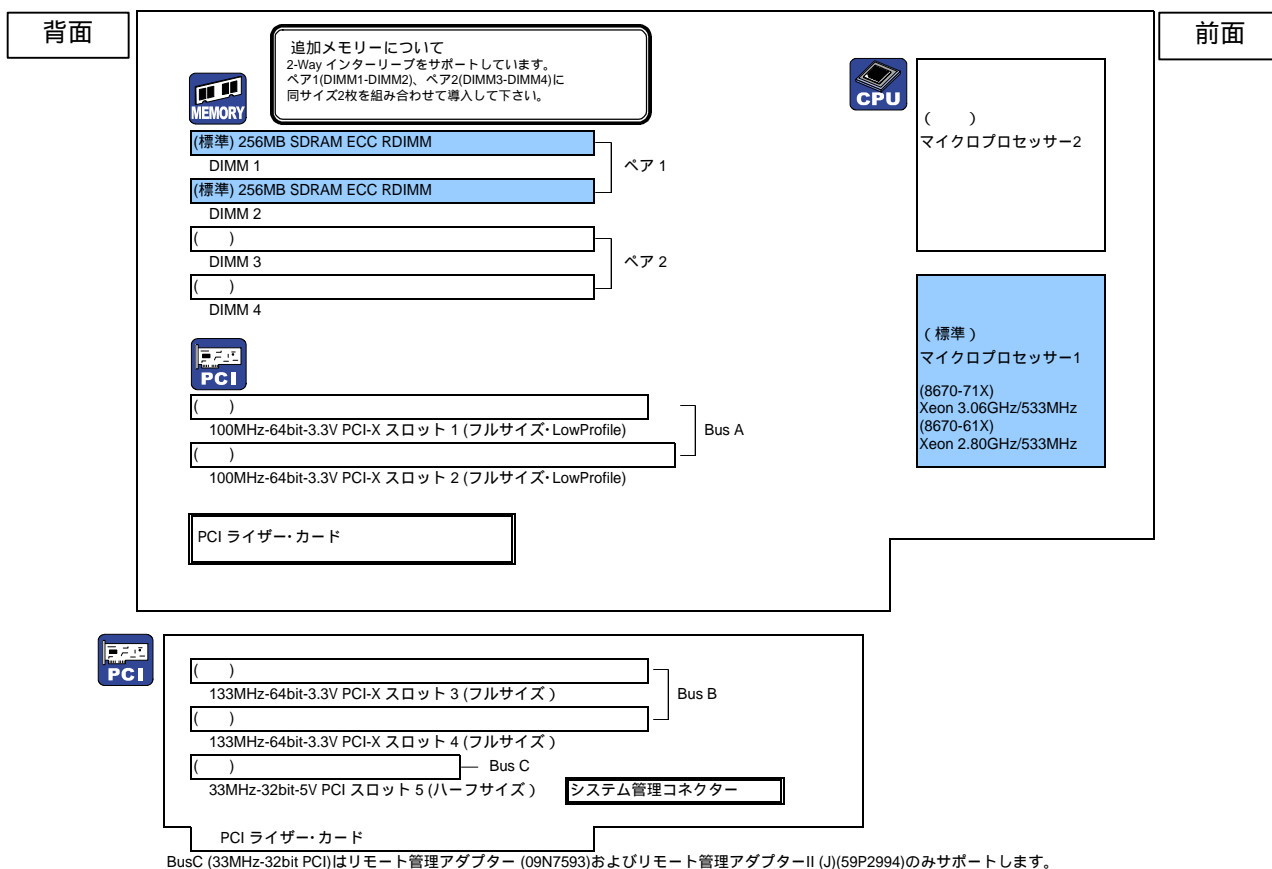 背面
前面
追加メモリーについて
2-Way インターリーブをサポートしています。
ペア1(DIMM1-DIMM2)、ペア2(DIMM3-DIMM4)に
同サイズ2枚を組み合わせて導入して下さい。
MEMORY
CPU
(標準) 256MB SDRAM ECC RDIMM
DIMM 1
ペア 1
(標準) 256MB SDRAM ECC RDIMM
DIMM 2
(　　)
DIMM 3
ペア 2
(　　)
DIMM 4
(　　)
マイクロプロセッサー2
(標準)
マイクロプロセッサー1
(8670-71X)
Xeon 3.06GHz/533MHz
(8670-61X)
Xeon 2.80GHz/533MHz
PCI
(　　)
100MHz-64bit-3.3V PCI-X スロット 1 (フルサイズ・LowProfile)
Bus A
(　　)
100MHz-64bit-3.3V PCI-X スロット 2 (フルサイズ・LowProfile)
PCI ライザー・カード
PCI
(　　)
133MHz-64bit-3.3V PCI-X スロット 3 (フルサイズ)
Bus B
(　　)
133MHz-64bit-3.3V PCI-X スロット 4 (フルサイズ)
(　　)
Bus C
33MHz-32bit-5V PCI スロット 5 (ハーフサイズ)
システム管理コネクター
PCI ライザー・カード
BusC (33MHz-32bit PCI)はリモート管理アダプター (09N7593)およびリモート管理アダプターII (J)(59P2994)のみサポートします。